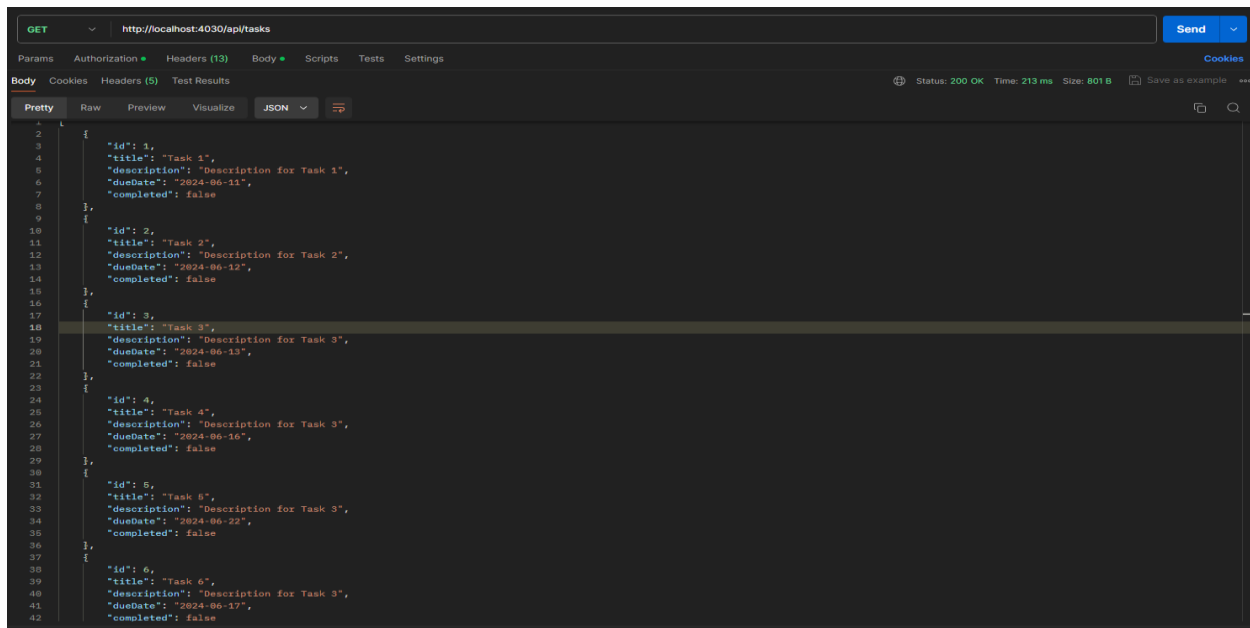 GET http://localhost:4030/api/tasks Send
Params Authorization Headers (13) Body Scripts Tests Settings Cookies
Body Cookies Headers (5) Test Results Status: 200 OK Time: 213 ms Size: 801 B Save as example
Pretty Raw Preview Visualize JSON
1 [
2 {
3 "id": 1,
4 "title": "Task 1",
5 "description": "Description for Task 1",
6 "dueDate": "2024-06-11",
7 "completed": false
8 },
9 {
10 "id": 2,
11 "title": "Task 2",
12 "description": "Description for Task 2",
13 "dueDate": "2024-06-12",
14 "completed": false
15 },
16 {
17 "id": 3,
18 "title": "Task 3",
19 "description": "Description for Task 3",
20 "dueDate": "2024-06-13",
21 "completed": false
22 },
23 {
24 "id": 4,
25 "title": "Task 4",
26 "description": "Description for Task 3",
27 "dueDate": "2024-06-16",
28 "completed": false
29 },
30 {
31 "id": 5,
32 "title": "Task 5",
33 "description": "Description for Task 3",
34 "dueDate": "2024-06-22",
35 "completed": false
36 },
37 {
38 "id": 6,
39 "title": "Task 6",
40 "description": "Description for Task 3",
41 "dueDate": "2024-06-17",
42 "completed": false